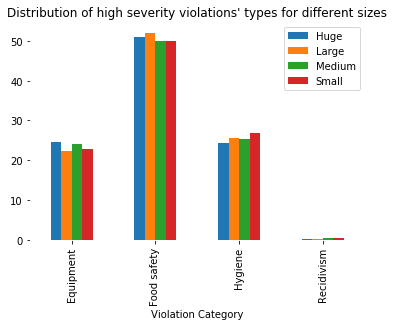 Distribution of high severity violations' types for different sizes
Huge
Large
Medium
Small
50
40
30
20
10
0
Equipment
Food safety
Hygiene
Recidivism
Violation Category